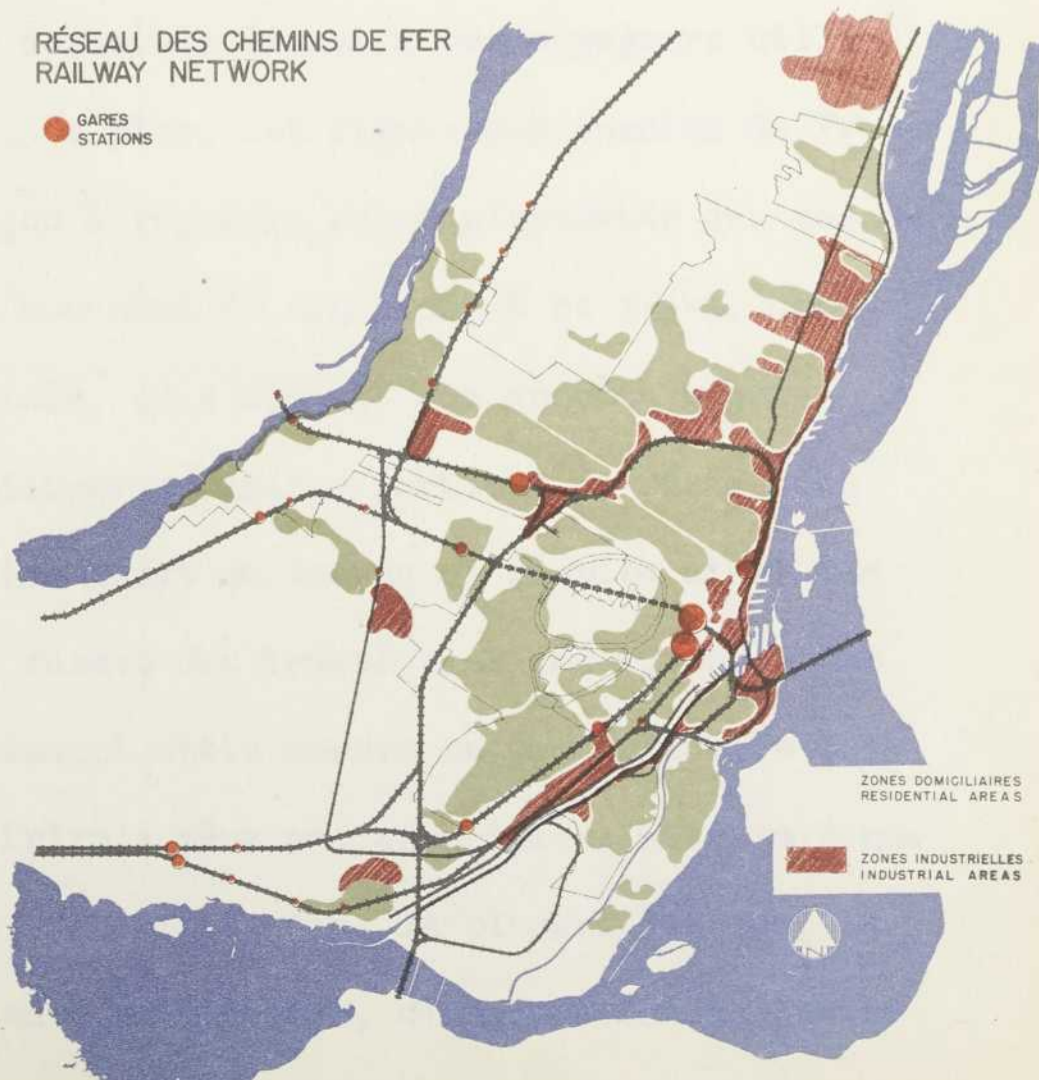 RÉSEAU DES CHEMINS DE FER
RAILWAY NETWORK
GARES
STATIONS
ZONES DOMICILIAIRES
RESIDENTIAL AREAS
ZONES INDUSTRIELLES
INDUSTRIAL AREAS
N